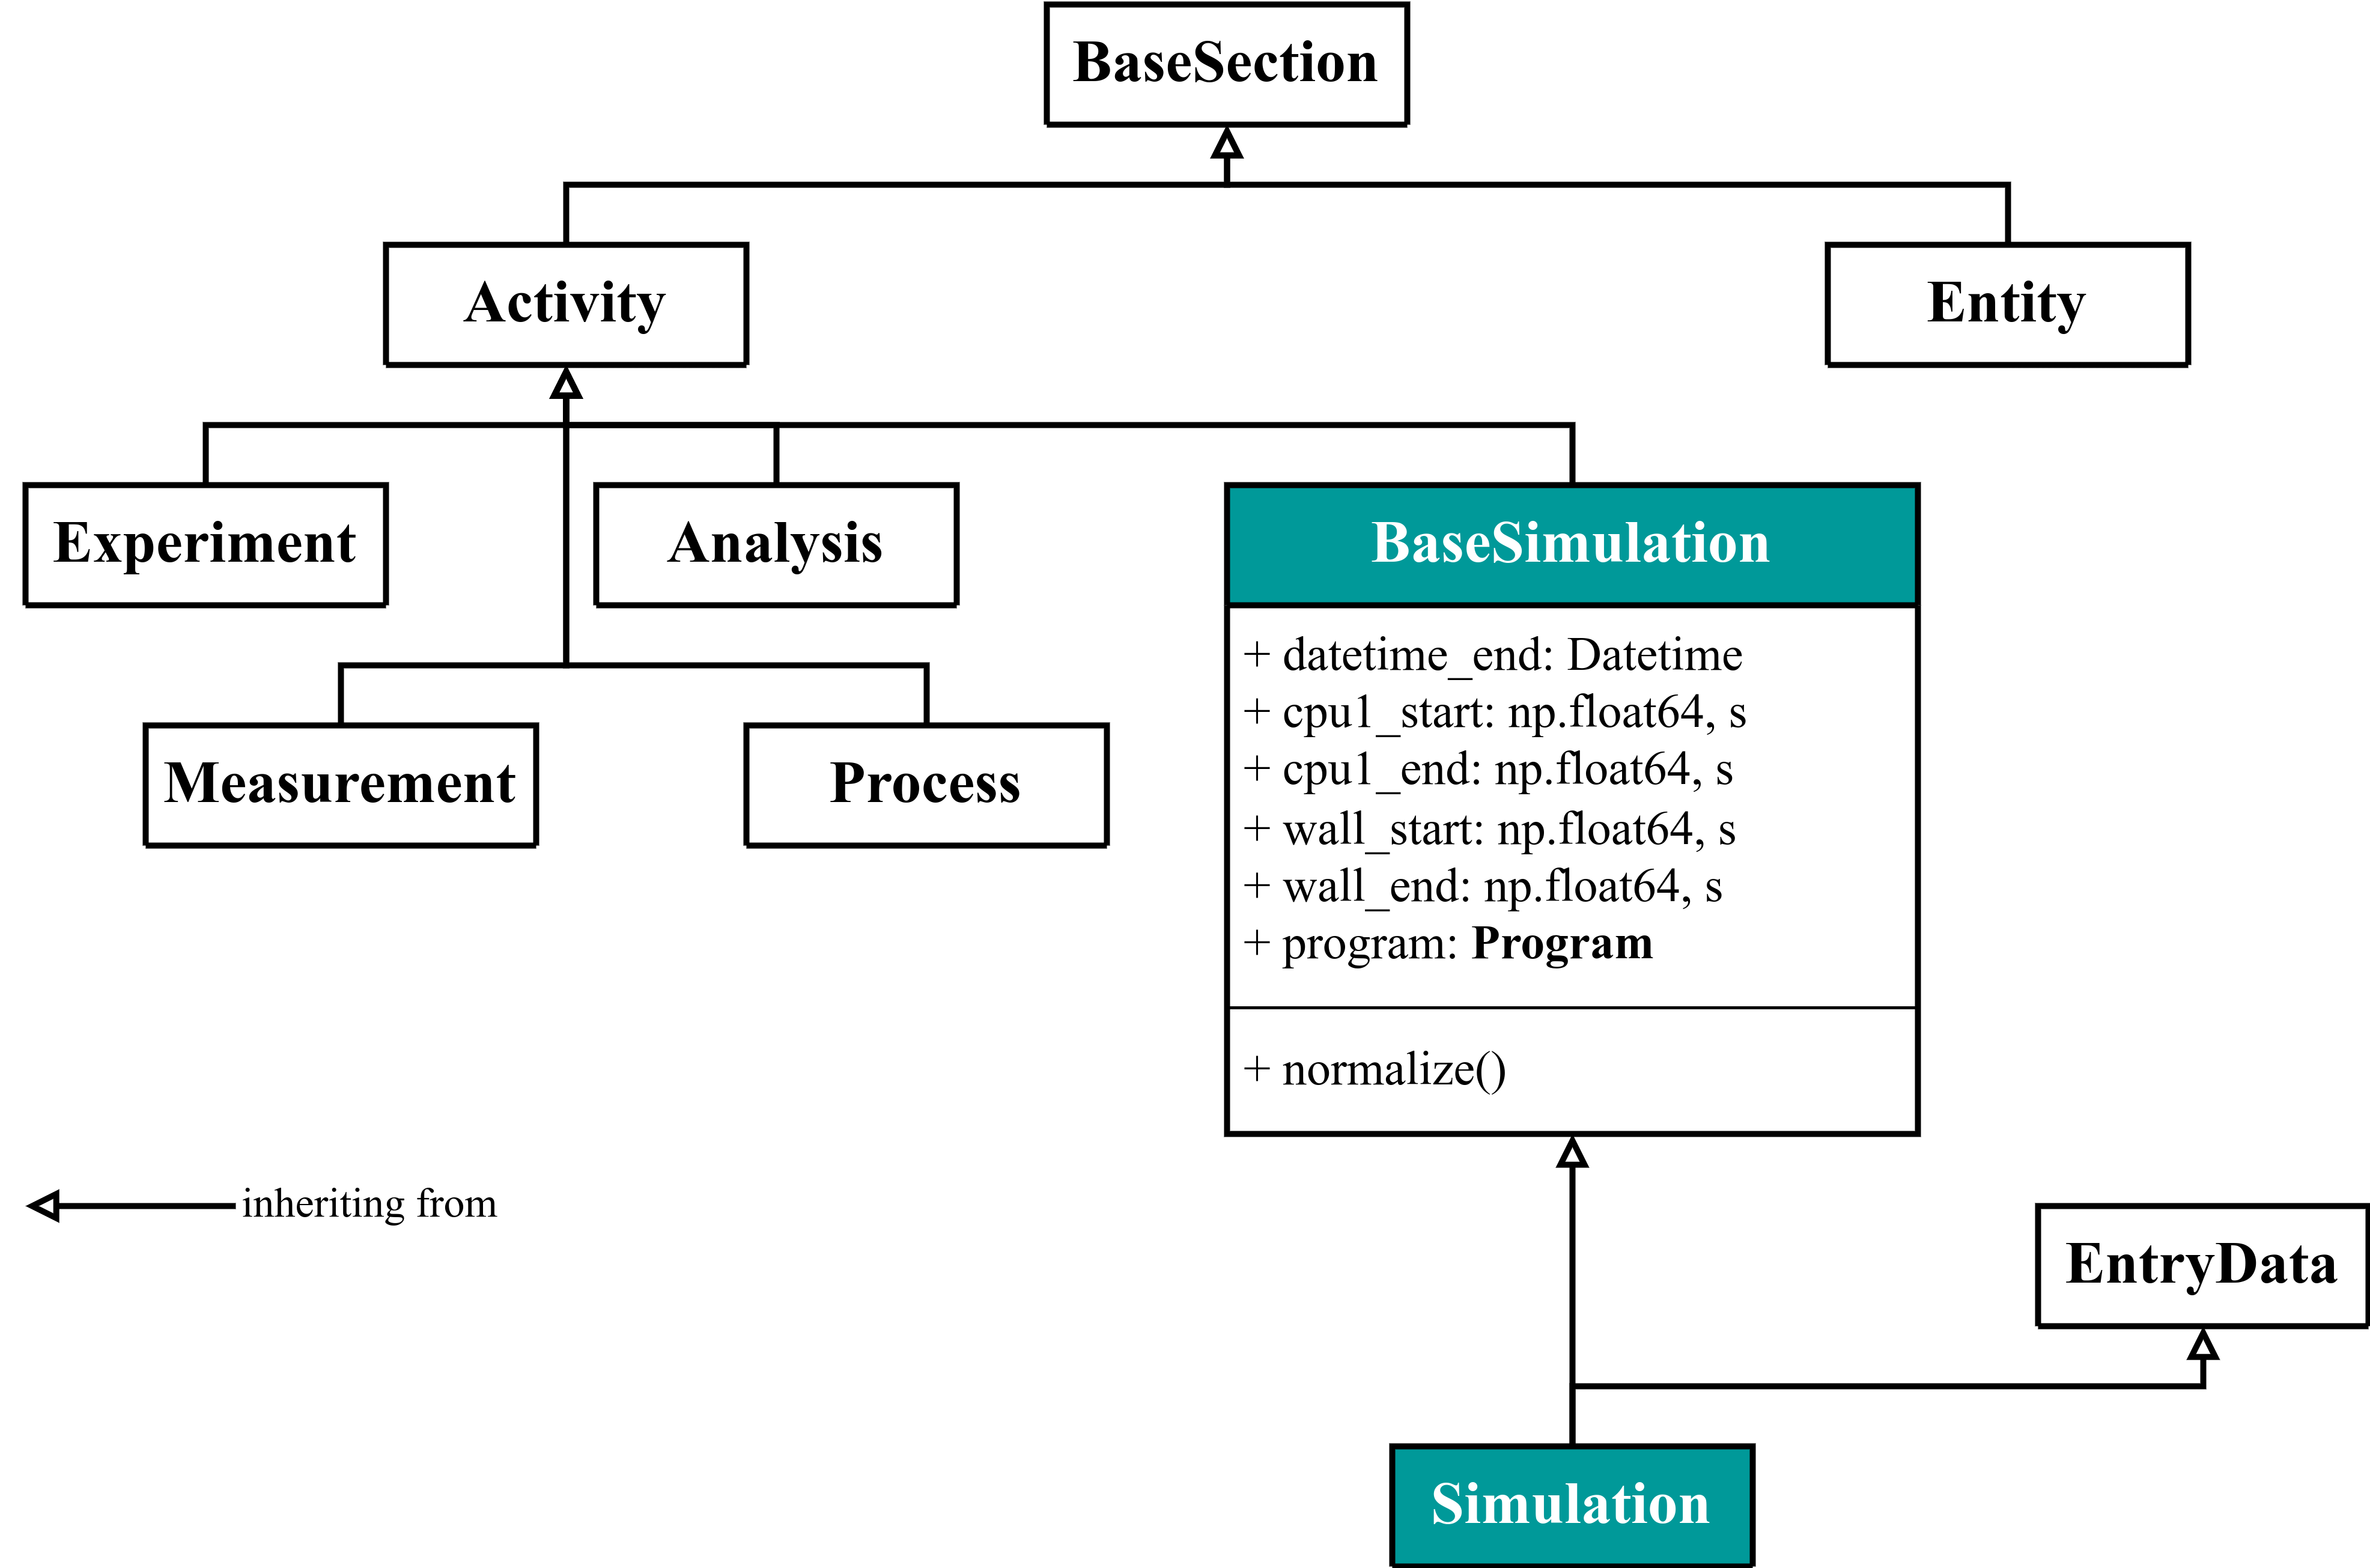 BaseSection
Activity
Entity
Experiment
Analysis
BaseSimulation
+ datetime_end: Datetime
+ cpu1_start: np.float64, s
+ cpu1_end: np.float64, s
+ wall_start: np.float64, s
+ wall_end: np.float64, s
+ program: Program
+ normalize()
Measurement
Process
inheriting from
EntryData
Simulation